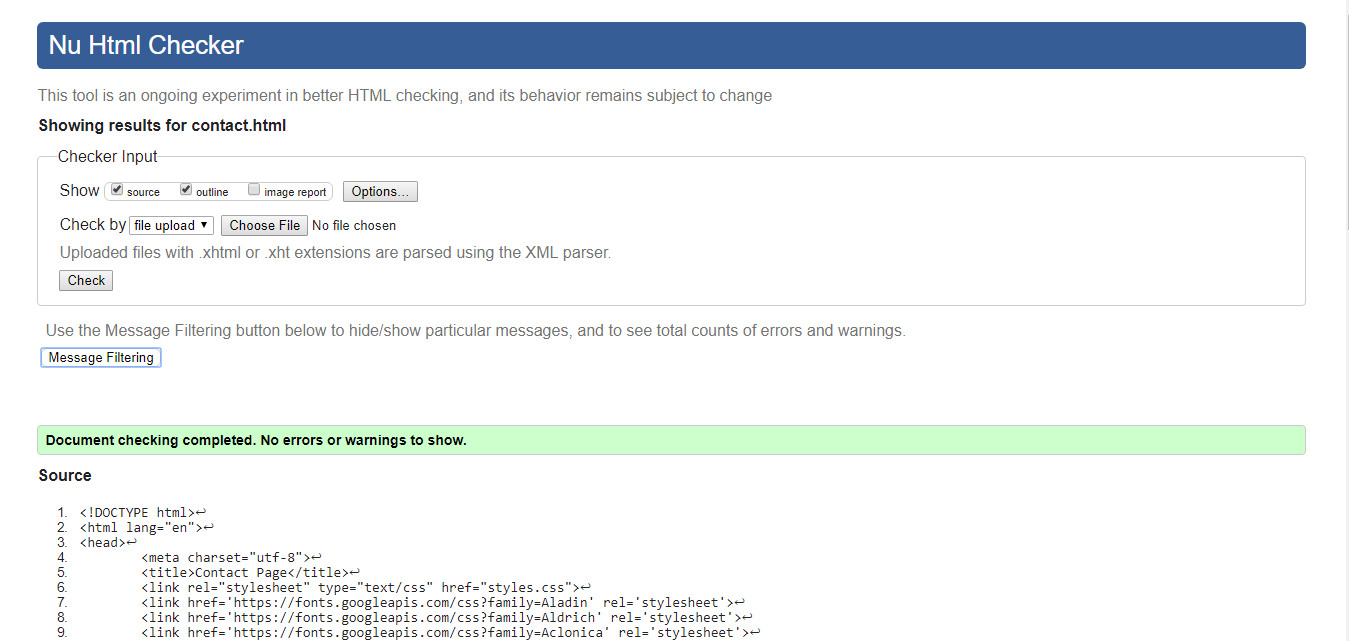 Nu Html Checker
This tool is an ongoing experiment in better HTML checking, and its behavior remains subject to change
Showing results for contact.html
Checker Input
Show source outline image report Options...
Check by file upload ▼ Choose File No file chosen
Uploaded files with .xhtml or .xht extensions are parsed using the XML parser.
Check
Use the Message Filtering button below to hide/show particular messages, and to see total counts of errors and warnings.
Message Filtering
Document checking completed. No errors or warnings to show.
Source
1. <!DOCTYPE html>↩
2. <html lang="en">↩
3. <head>↩
4. <meta charset="utf-8">↩
5. <title>Contact Page</title>↩
6. <link rel="stylesheet" type="text/css" href="styles.css">↩
7. <link href='https://fonts.googleapis.com/css?family=Aladin' rel='stylesheet'>↩
8. <link href='https://fonts.googleapis.com/css?family=Aldrich' rel='stylesheet'>↩
9. <link href='https://fonts.googleapis.com/css?family=Aclonica' rel='stylesheet'>↩